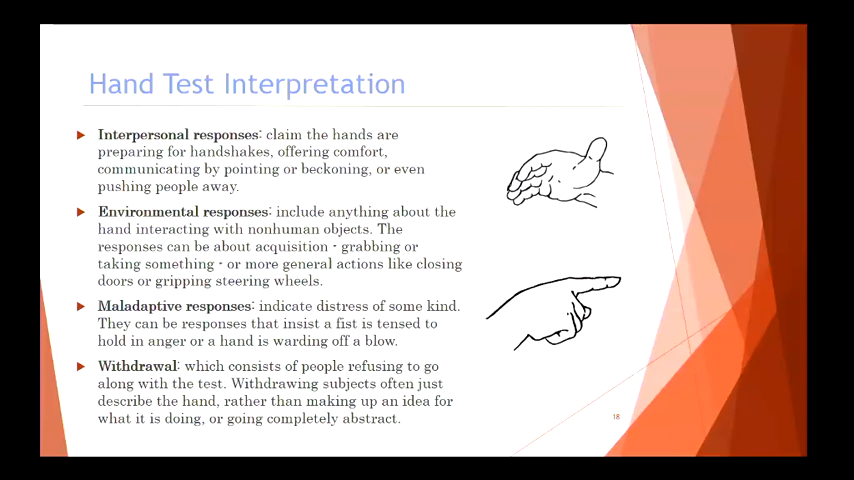 Hand Test Interpretation
Interpersonal responses: claim the hands are
preparing for handshakes, offering comfort,
communicating by pointing or beckoning, or even
pushing people away.
Environmental responses: include anything about the
hand interacting with nonhuman objects. The
responses can be about acquisition - grabbing or
taking something - or more general actions like closing
doors or gripping steering wheels.
Maladaptive responses: indicate distress of some kind.
They can be responses that insist a fist is tensed to
hold in anger or a hand is warding off a blow.
Withdrawal: which consists of people refusing to go
along with the test. Withdrawing subjects often just
describe the hand, rather than making up an idea for
what it is doing, or going completely abstract.
18